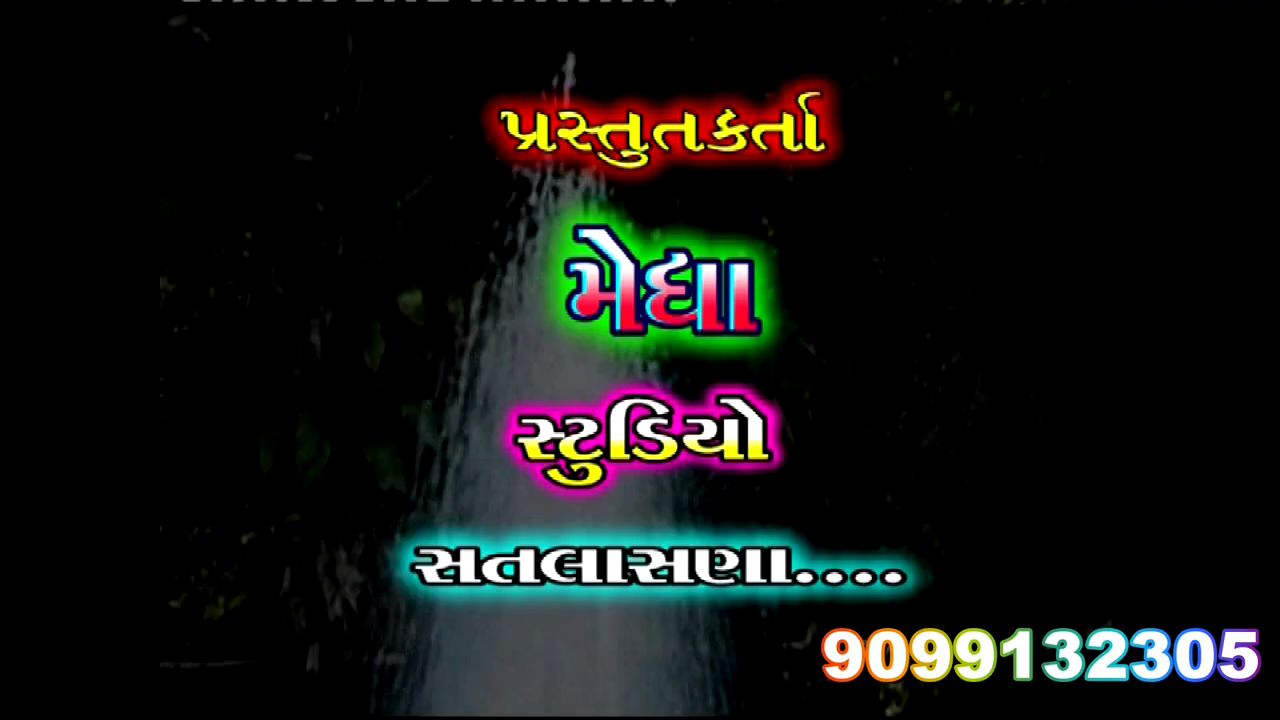 પ્રસ્તુતકર્તા
મેઘા
સ્ટુડિયો
સતલાસણા....
9099132305